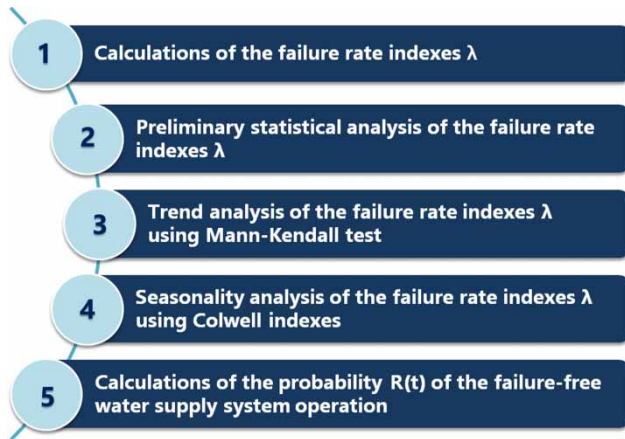 1
Calculations of the failure rate indexes λ
2
Preliminary statistical analysis of the failure rate
indexes λ
3
Trend analysis of the failure rate indexes λ
using Mann-Kendall test
4
Seasonality analysis of the failure rate indexes λ
using Colwell indexes
5
Calculations of the probability R(t) of the failure-free
water supply system operation